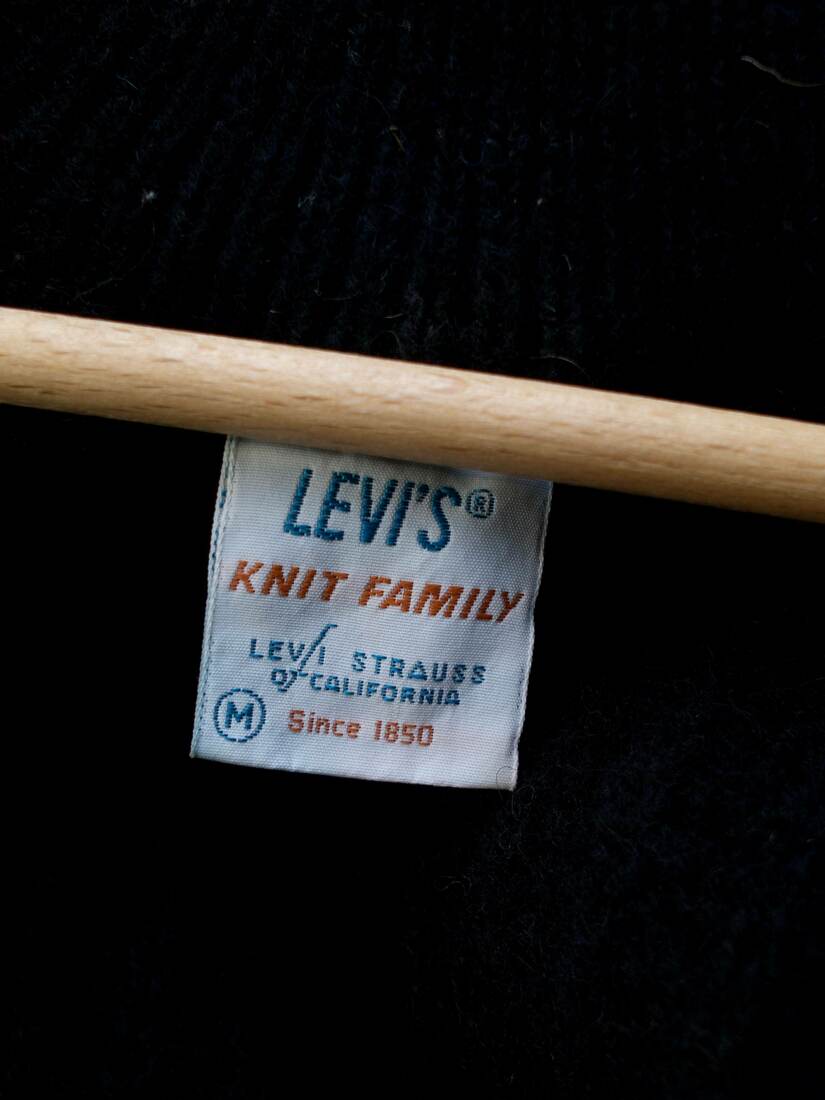 LEVI'S®
KNIT FAMILY
LEVI STRAUSS
OF CALIFORNIA
M Since 1850